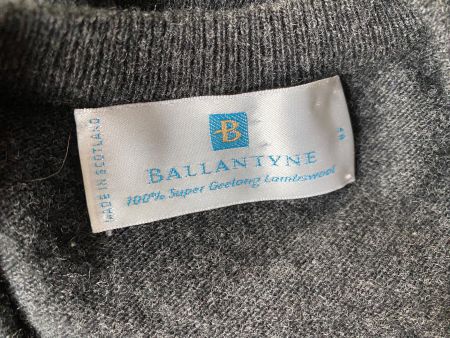 B
BALLANTYNE
100% Super Geelong Lambswool
MADE IN SCOTLAND